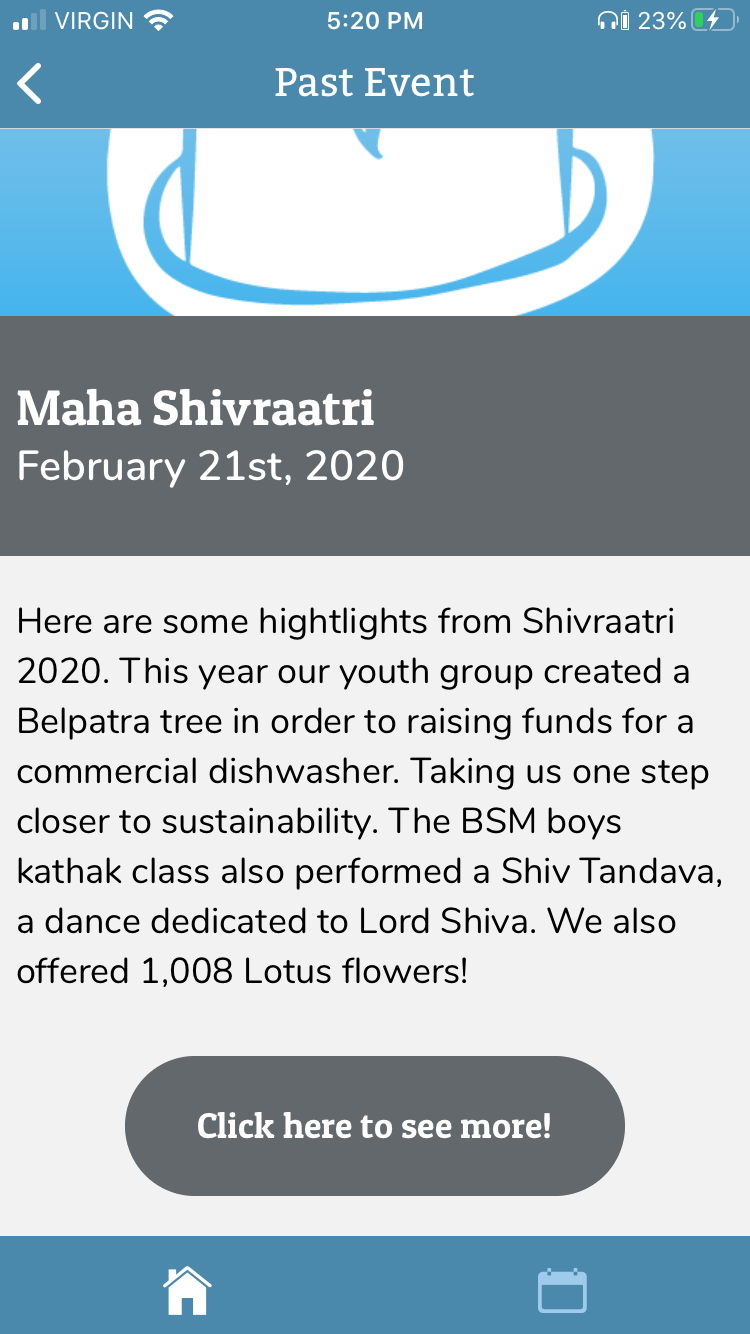 VIRGIN 5:20 PM 23%
Past Event
Maha Shivraatri
February 21st, 2020
Here are some hightlights from Shivraatri
2020. This year our youth group created a
Belpatra tree in order to raising funds for a
commercial dishwasher. Taking us one step
closer to sustainability. The BSM boys
kathak class also performed a Shiv Tandava,
a dance dedicated to Lord Shiva. We also
offered 1,008 Lotus flowers!
Click here to see more!